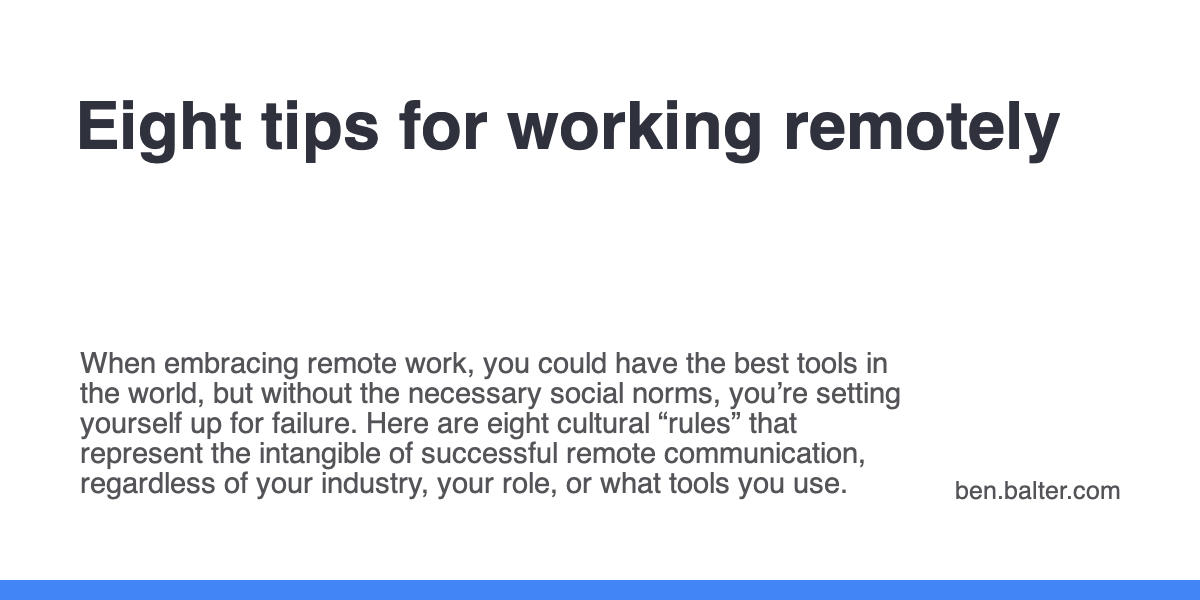 Eight tips for working remotely
When embracing remote work, you could have the best tools in
the world, but without the necessary social norms, you’re setting
yourself up for failure. Here are eight cultural “rules” that
represent the intangible of successful remote communication,
regardless of your industry, your role, or what tools you use.
ben.balter.com